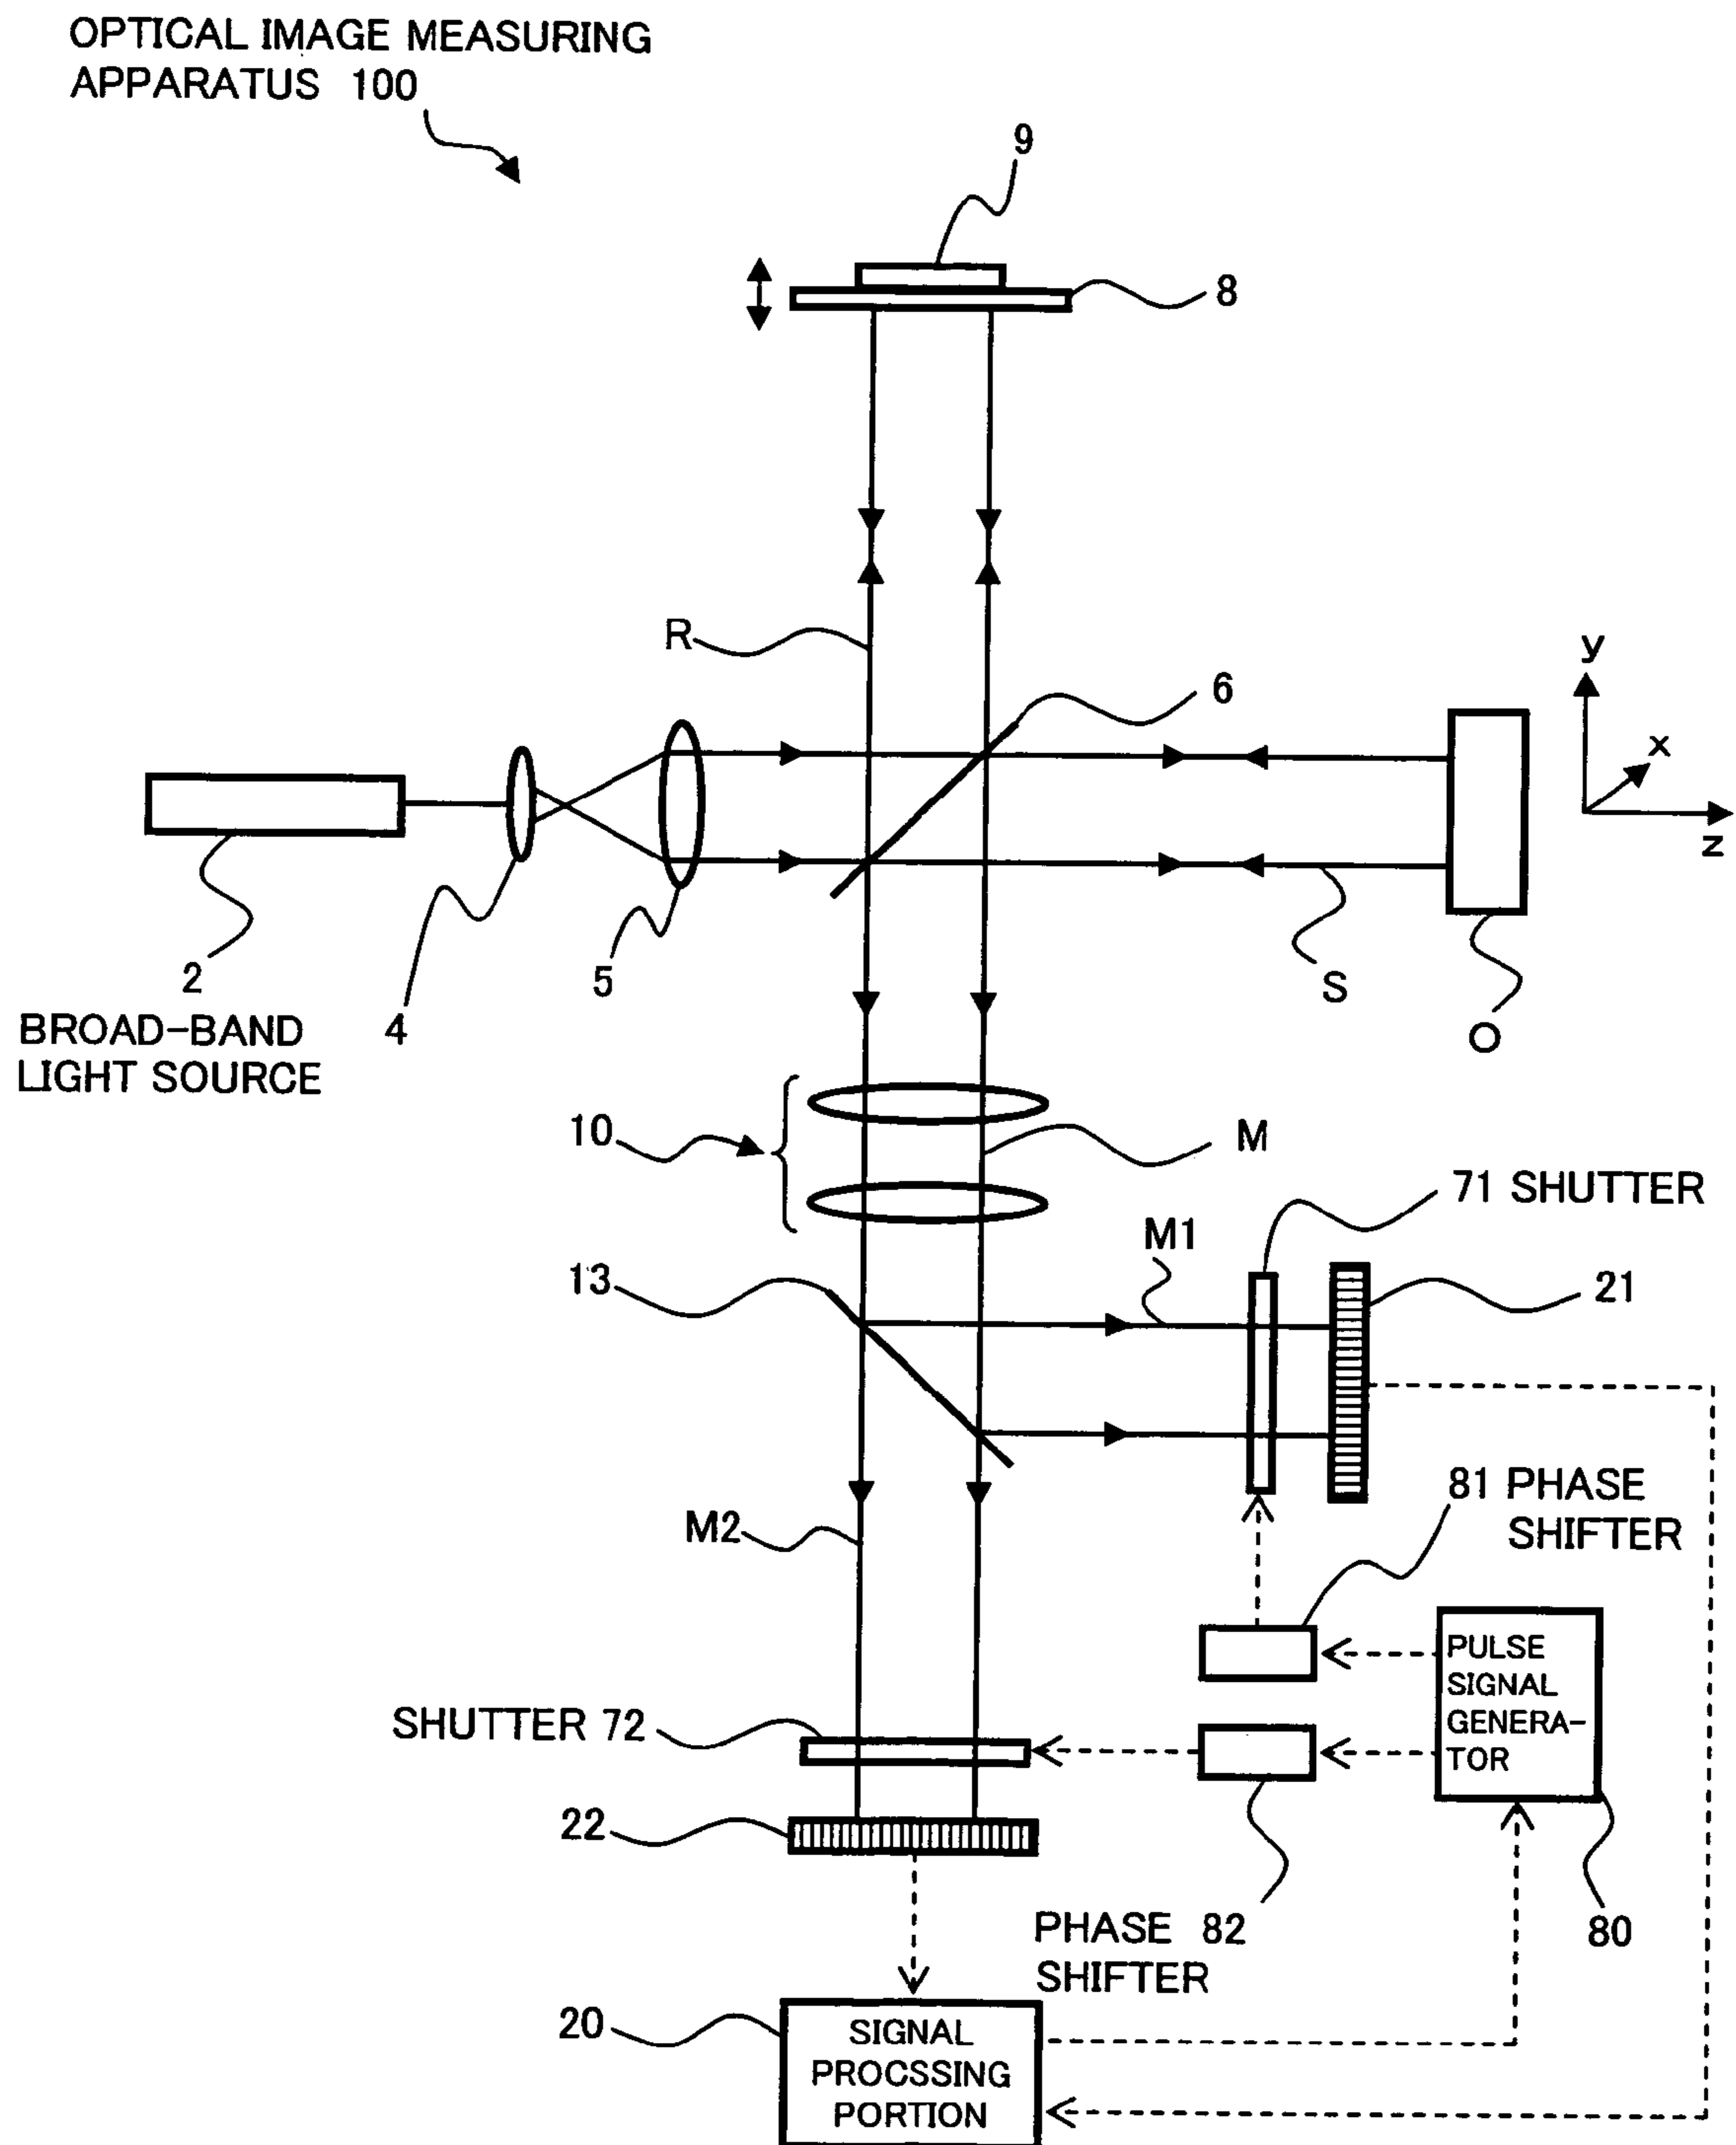 OPTICAL IMAGE MEASURING
APPARATUS 100
9
8
R
6
y
x
z
2
BROAD-BAND
LIGHT SOURCE
4
5
S
O
10
M
71 SHUTTER
M1
13
21
81 PHASE
SHIFTER
M2
PULSE
SIGNAL
GENERA-
TOR
SHUTTER 72
22
PHASE 82
SHIFTER
80
20
SIGNAL
PROCSSING
PORTION